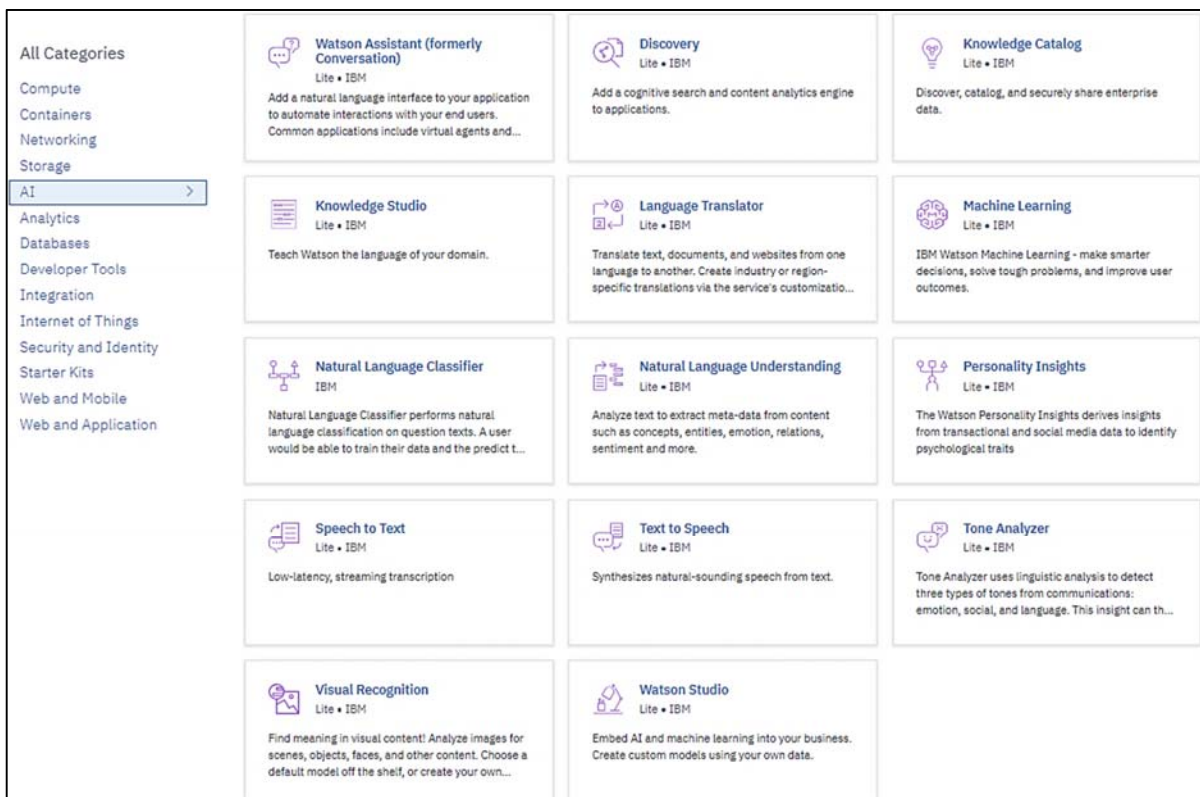 All Categories
Compute
Containers
Networking
Storage
AI
Analytics
Databases
Developer Tools
Integration
Internet of Things
Security and Identity
Starter Kits
Web and Mobile
Web and Application
Watson Assistant (formerly
Conversation)
Lite • IBM
Add a natural language interface to your application
to automate interactions with your end users.
Common applications include virtual agents and...
Discovery
Lite • IBM
Add a cognitive search and content analytics engine
to applications.
Knowledge Catalog
Lite • IBM
Discover, catalog, and securely share enterprise
data.
Knowledge Studio
Lite • IBM
Teach Watson the language of your domain.
Language Translator
Lite • IBM
Translate text, documents, and websites from one
language to another. Create industry or region-
specific translations via the service's customizatio...
Machine Learning
Lite • IBM
IBM Watson Machine Learning - make smarter
decisions, solve tough problems, and improve user
outcomes.
Natural Language Classifier
IBM
Natural Language Classifier performs natural
language classification on question texts. A user
would be able to train their data and the predict t...
Natural Language Understanding
Lite • IBM
Analyze text to extract meta-data from content
such as concepts, entities, emotion, relations,
sentiment and more.
Personality Insights
Lite • IBM
The Watson Personality Insights derives insights
from transactional and social media data to identify
psychological traits
Speech to Text
Lite • IBM
Low-latency, streaming transcription
Text to Speech
Lite • IBM
Synthesizes natural-sounding speech from text.
Tone Analyzer
Lite • IBM
Tone Analyzer uses linguistic analysis to detect
three types of tones from communications:
emotion, social, and language. This insight can th...
Visual Recognition
Lite • IBM
Find meaning in visual content! Analyze images for
scenes, objects, faces, and other content. Choose a
default model off the shelf, or create your own...
Watson Studio
Lite • IBM
Embed AI and machine learning into your business.
Create custom models using your own data.